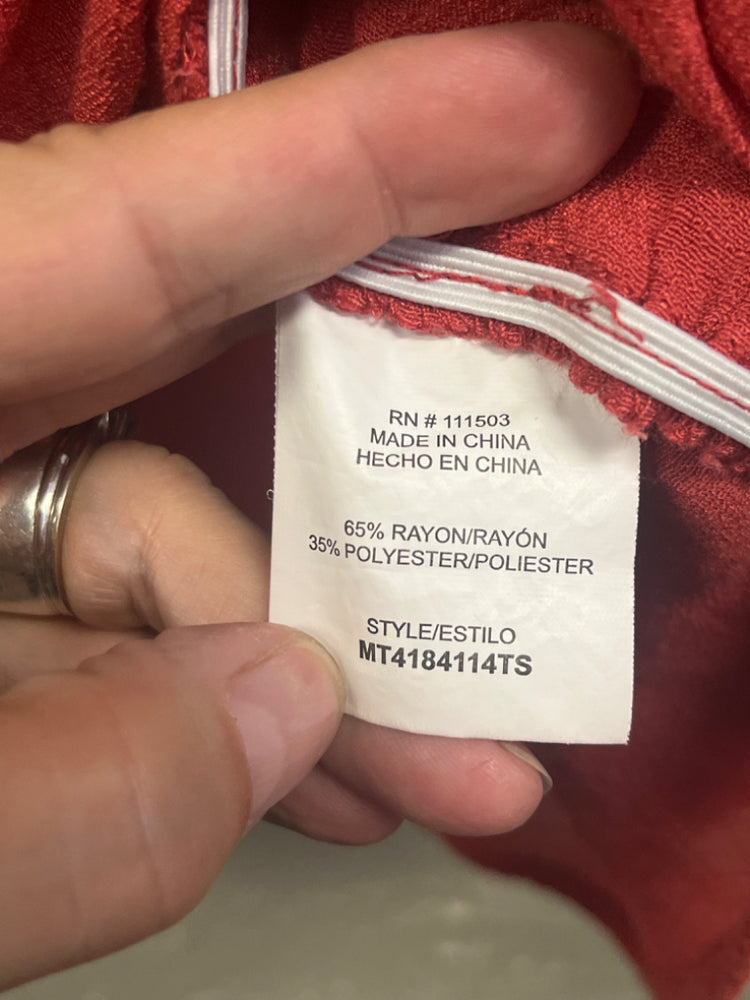 RN # 111503
MADE IN CHINA
HECHO EN CHINA
65% RAYON/RAYÓN
35% POLYESTER/POLIESTER
STYLE/ESTILO
MT4184114TS